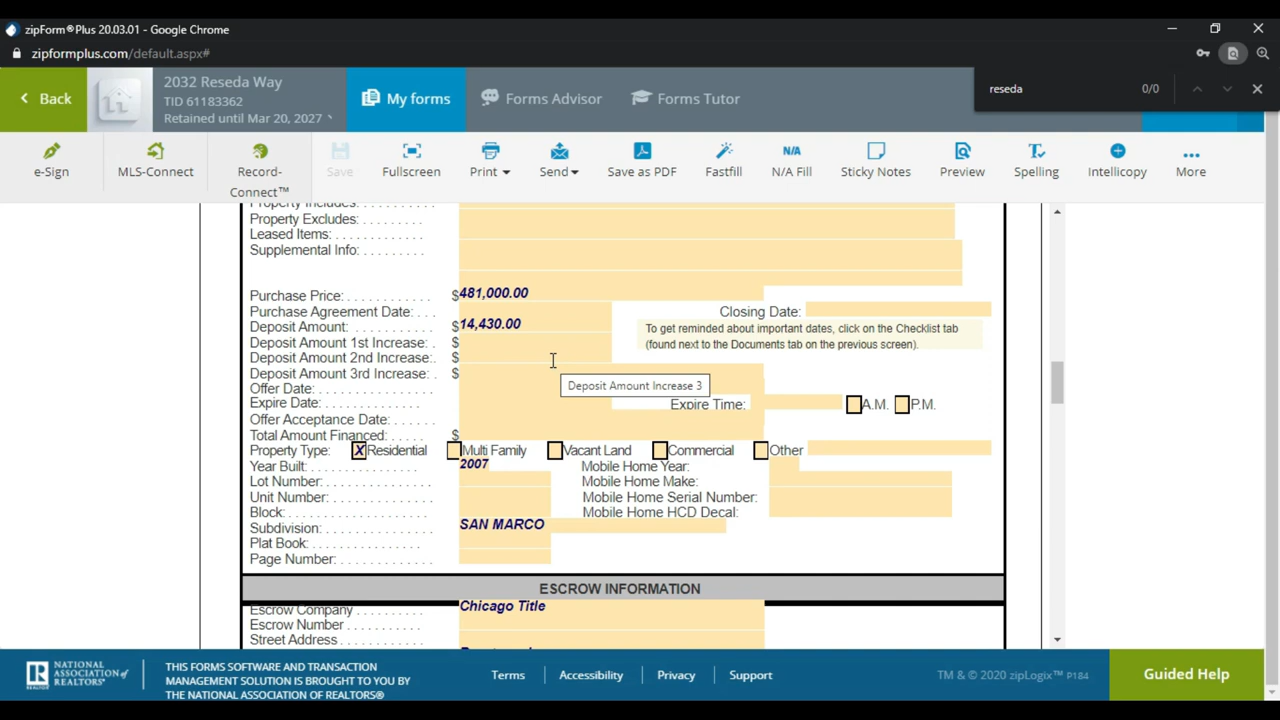 zipForm®Plus 20.03.01 - Google Chrome
zipformplus.com/default.aspx#
reseda 0/0
Back
2032 Reseda Way
TID 61183362
Retained until Mar 20, 2027
My forms
Forms Advisor
Forms Tutor
e-Sign
MLS-Connect
Record-Connect™
Save
Fullscreen
Print
Send
Save as PDF
N/A
Fastfill
N/A Fill
Sticky Notes
Preview
Spelling
Intellicopy
More
Property Includes: . . . . . . . . . .
Property Excludes: . . . . . . . .
Leased Items: . . . . . . . . . . . .
Supplemental Info: . . . . . . . .
Purchase Price: . . . . . . . . . . . $481,000.00
Purchase Agreement Date: . . . Closing Date:
Deposit Amount: . . . . . . . . . . $14,430.00
To get reminded about important dates, click on the Checklist tab
(found next to the Documents tab on the previous screen).
Deposit Amount 1st Increase: . . $
Deposit Amount 2nd Increase: . $
Deposit Amount 3rd Increase: . . $
Deposit Amount Increase 3
Offer Date: . . . . . . . . . . . . . .
Expire Date: . . . . . . . . . . . . . Expire Time: A.M. P.M.
Offer Acceptance Date: . . . . .
Total Amount Financed: . . . . . $
Property Type: . . . X Residential Multi Family Vacant Land Commercial Other
Year Built: . . . . . . . . . . . . . . 2007 Mobile Home Year:
Lot Number: . . . . . . . . . . . . . Mobile Home Make:
Unit Number: . . . . . . . . . . . . Mobile Home Serial Number:
Block: . . . . . . . . . . . . . . . . . Mobile Home HCD Decal:
Subdivision: . . . . . . . . . . . . . SAN MARCO
Plat Book: . . . . . . . . . . . . . .
Page Number: . . . . . . . . . . .
ESCROW INFORMATION
Escrow Company . . . . . . . . . . Chicago Title
Escrow Number . . . . . . . . . . .
Street Address . . . . . . . . . . .
NATIONAL ASSOCIATION of REALTORS®
REALTOR®
THIS FORMS SOFTWARE AND TRANSACTION
MANAGEMENT SOLUTION IS BROUGHT TO YOU BY
THE NATIONAL ASSOCIATION OF REALTORS®
Terms
Accessibility
Privacy
Support
TM & © 2020 zipLogix™ P184
Guided Help